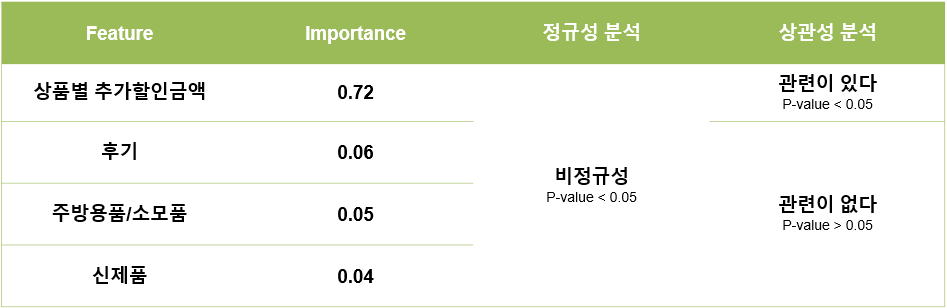 Feature Importance 정규성 분석 상관성 분석
상품별 추가할인금액 0.72 관련이 있다
P-value < 0.05
후기 0.06
비정규성
P-value < 0.05
주방용품/소모품 0.05 관련이 없다
P-value > 0.05
신제품 0.04